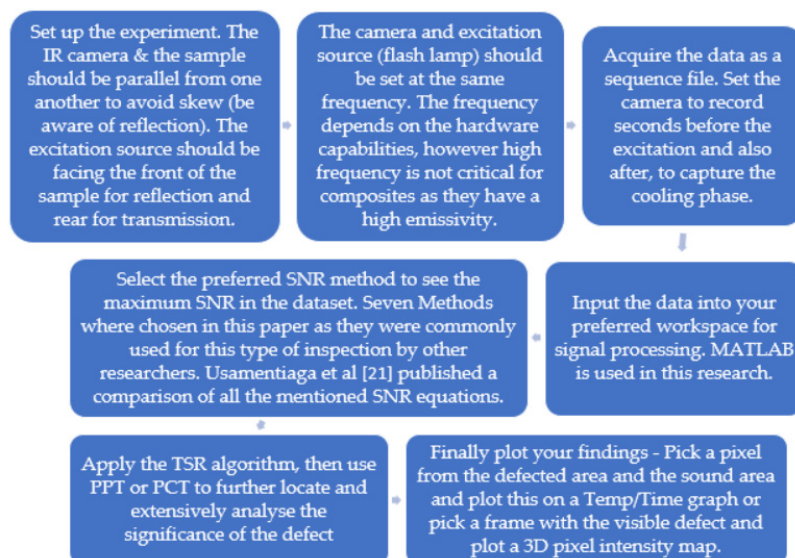 Set up the experiment. The
IR camera & the sample
should be parallel from one
another to avoid skew (be
aware of reflection). The
excitation source should be
facing the front of the
sample for reflection and
rear for transmission.
The camera and excitation
source (flash lamp) should
be set at the same
frequency. The frequency
depends on the hardware
capabilities, however high
frequency is not critical for
composites as they have a
high emissivity.
Acquire the data as a
sequence file. Set the
camera to record
seconds before the
excitation and also
after, to capture the
cooling phase.
Input the data into your
preferred workspace for
signal processing. MATLAB
is used in this research.
Select the preferred SNR method to see the
maximum SNR in the dataset. Seven Methods
where chosen in this paper as they were commonly
used for this type of inspection by other
researchers. Usamentiaga et al [21] published a
comparison of all the mentioned SNR equations.
Apply the TSR algorithm, then use
PPT or PCT to further locate and
extensively analyse the
significance of the defect
Finally plot your findings - Pick a pixel
from the defected area and the sound area
and plot this on a Temp/Time graph or
pick a frame with the visible defect and
plot a 3D pixel intensity map.